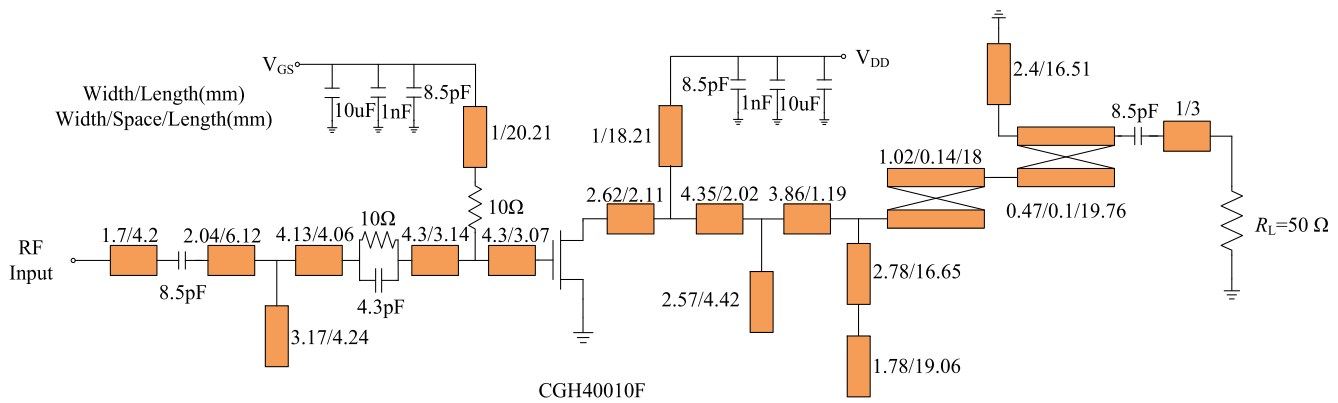 Width/Length(mm)
Width/Space/Length(mm)
VGS
10uF
1nF
8.5pF
1/20.21
10Ω
RF
Input
1.7/4.2
8.5pF
2.04/6.12
4.13/4.06
3.17/4.24
10Ω
4.3pF
4.3/3.14
4.3/3.07
CGH40010F
VDD
8.5pF
1nF
10uF
1/18.21
2.62/2.11
4.35/2.02
3.86/1.19
2.57/4.42
2.78/16.65
1.78/19.06
1.02/0.14/18
0.47/0.1/19.76
2.4/16.51
8.5pF
1/3
RL=50 Ω